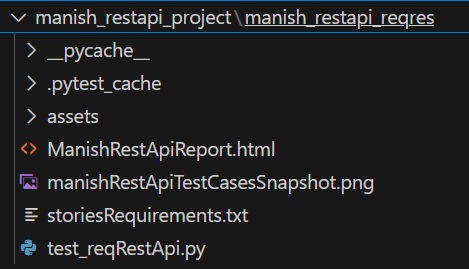 manish_restapi_project\manish_restapi_reqres
__pycache__
.pytest_cache
assets
ManishRestApiReport.html
manishRestApiTestCasesSnapshot.png
storiesRequirements.txt
test_reqRestApi.py